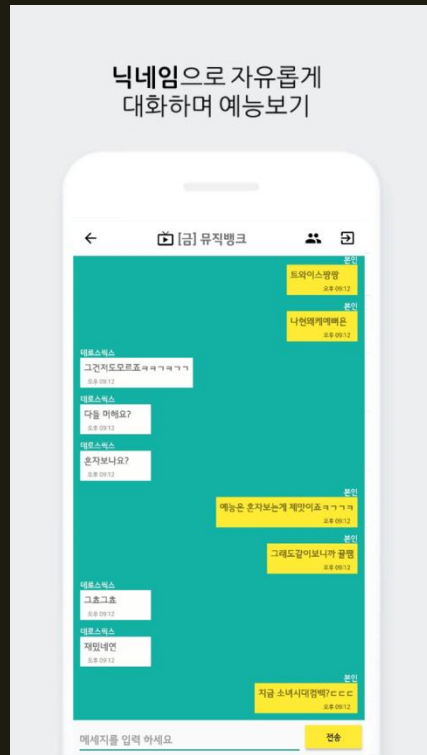 닉네임으로 자유롭게
대화하며 예능보기
[금] 뮤직뱅크
본인
트와이스짱짱
오후 09:12
본인
나현왜케예뻐욘
오후 09:12
데르스씩스
그건저도모르죠ㅋㅋㄱㅋㄱㄱ
오후 09:12
데르스씩스
다들 머해요?
오후 09:12
데르스씩스
혼자보나요?
오후 09:12
본인
예능은 혼자보는게 제맛이죠ㅋㄱㄱㅋ
오후 09:12
본인
그래도같이보니까 꿀잼
오후 09:12
데르스씩스
그쵸그쵸
오후 09:12
데르스씩스
재밌네연
오후 09:12
본인
지금 소녀시대컴백?ㄷㄷㄷ
오후 09:12
메세지를 입력 하세요
전송